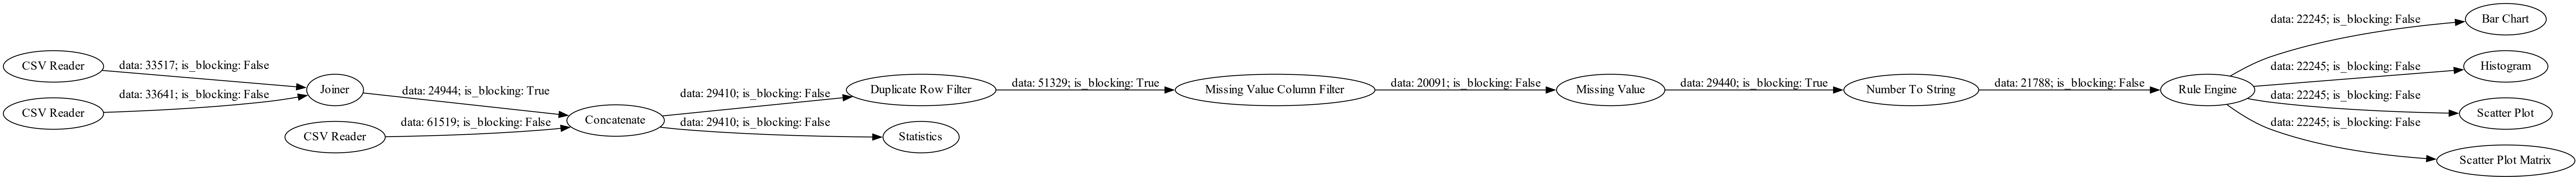 CSV Reader
data: 33517; is_blocking: False
CSV Reader
data: 33641; is_blocking: False
Joiner
data: 24944; is_blocking: True
CSV Reader
data: 61519; is_blocking: False
Concatenate
data: 29410; is_blocking: False
data: 29410; is_blocking: False
Duplicate Row Filter
Statistics
data: 51329; is_blocking: True
Missing Value Column Filter
data: 20091; is_blocking: False
Missing Value
data: 29440; is_blocking: True
Number To String
data: 21788; is_blocking: False
Rule Engine
data: 22245; is_blocking: False
Bar Chart
data: 22245; is_blocking: False
Histogram
data: 22245; is_blocking: False
Scatter Plot
data: 22245; is_blocking: False
Scatter Plot Matrix